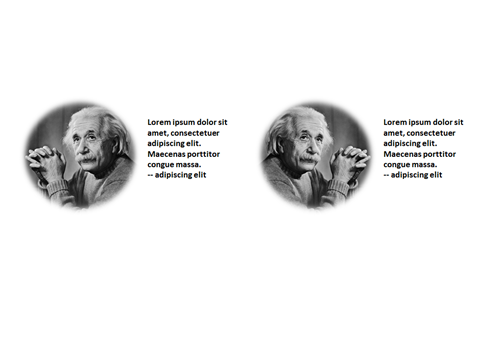 Lorem ipsum dolor sit
amet, consectetuer
adipiscing elit.
Maecenas porttitor
congue massa.
-- adipiscing elit
Lorem ipsum dolor sit
amet, consectetuer
adipiscing elit.
Maecenas porttitor
congue massa.
-- adipiscing elit